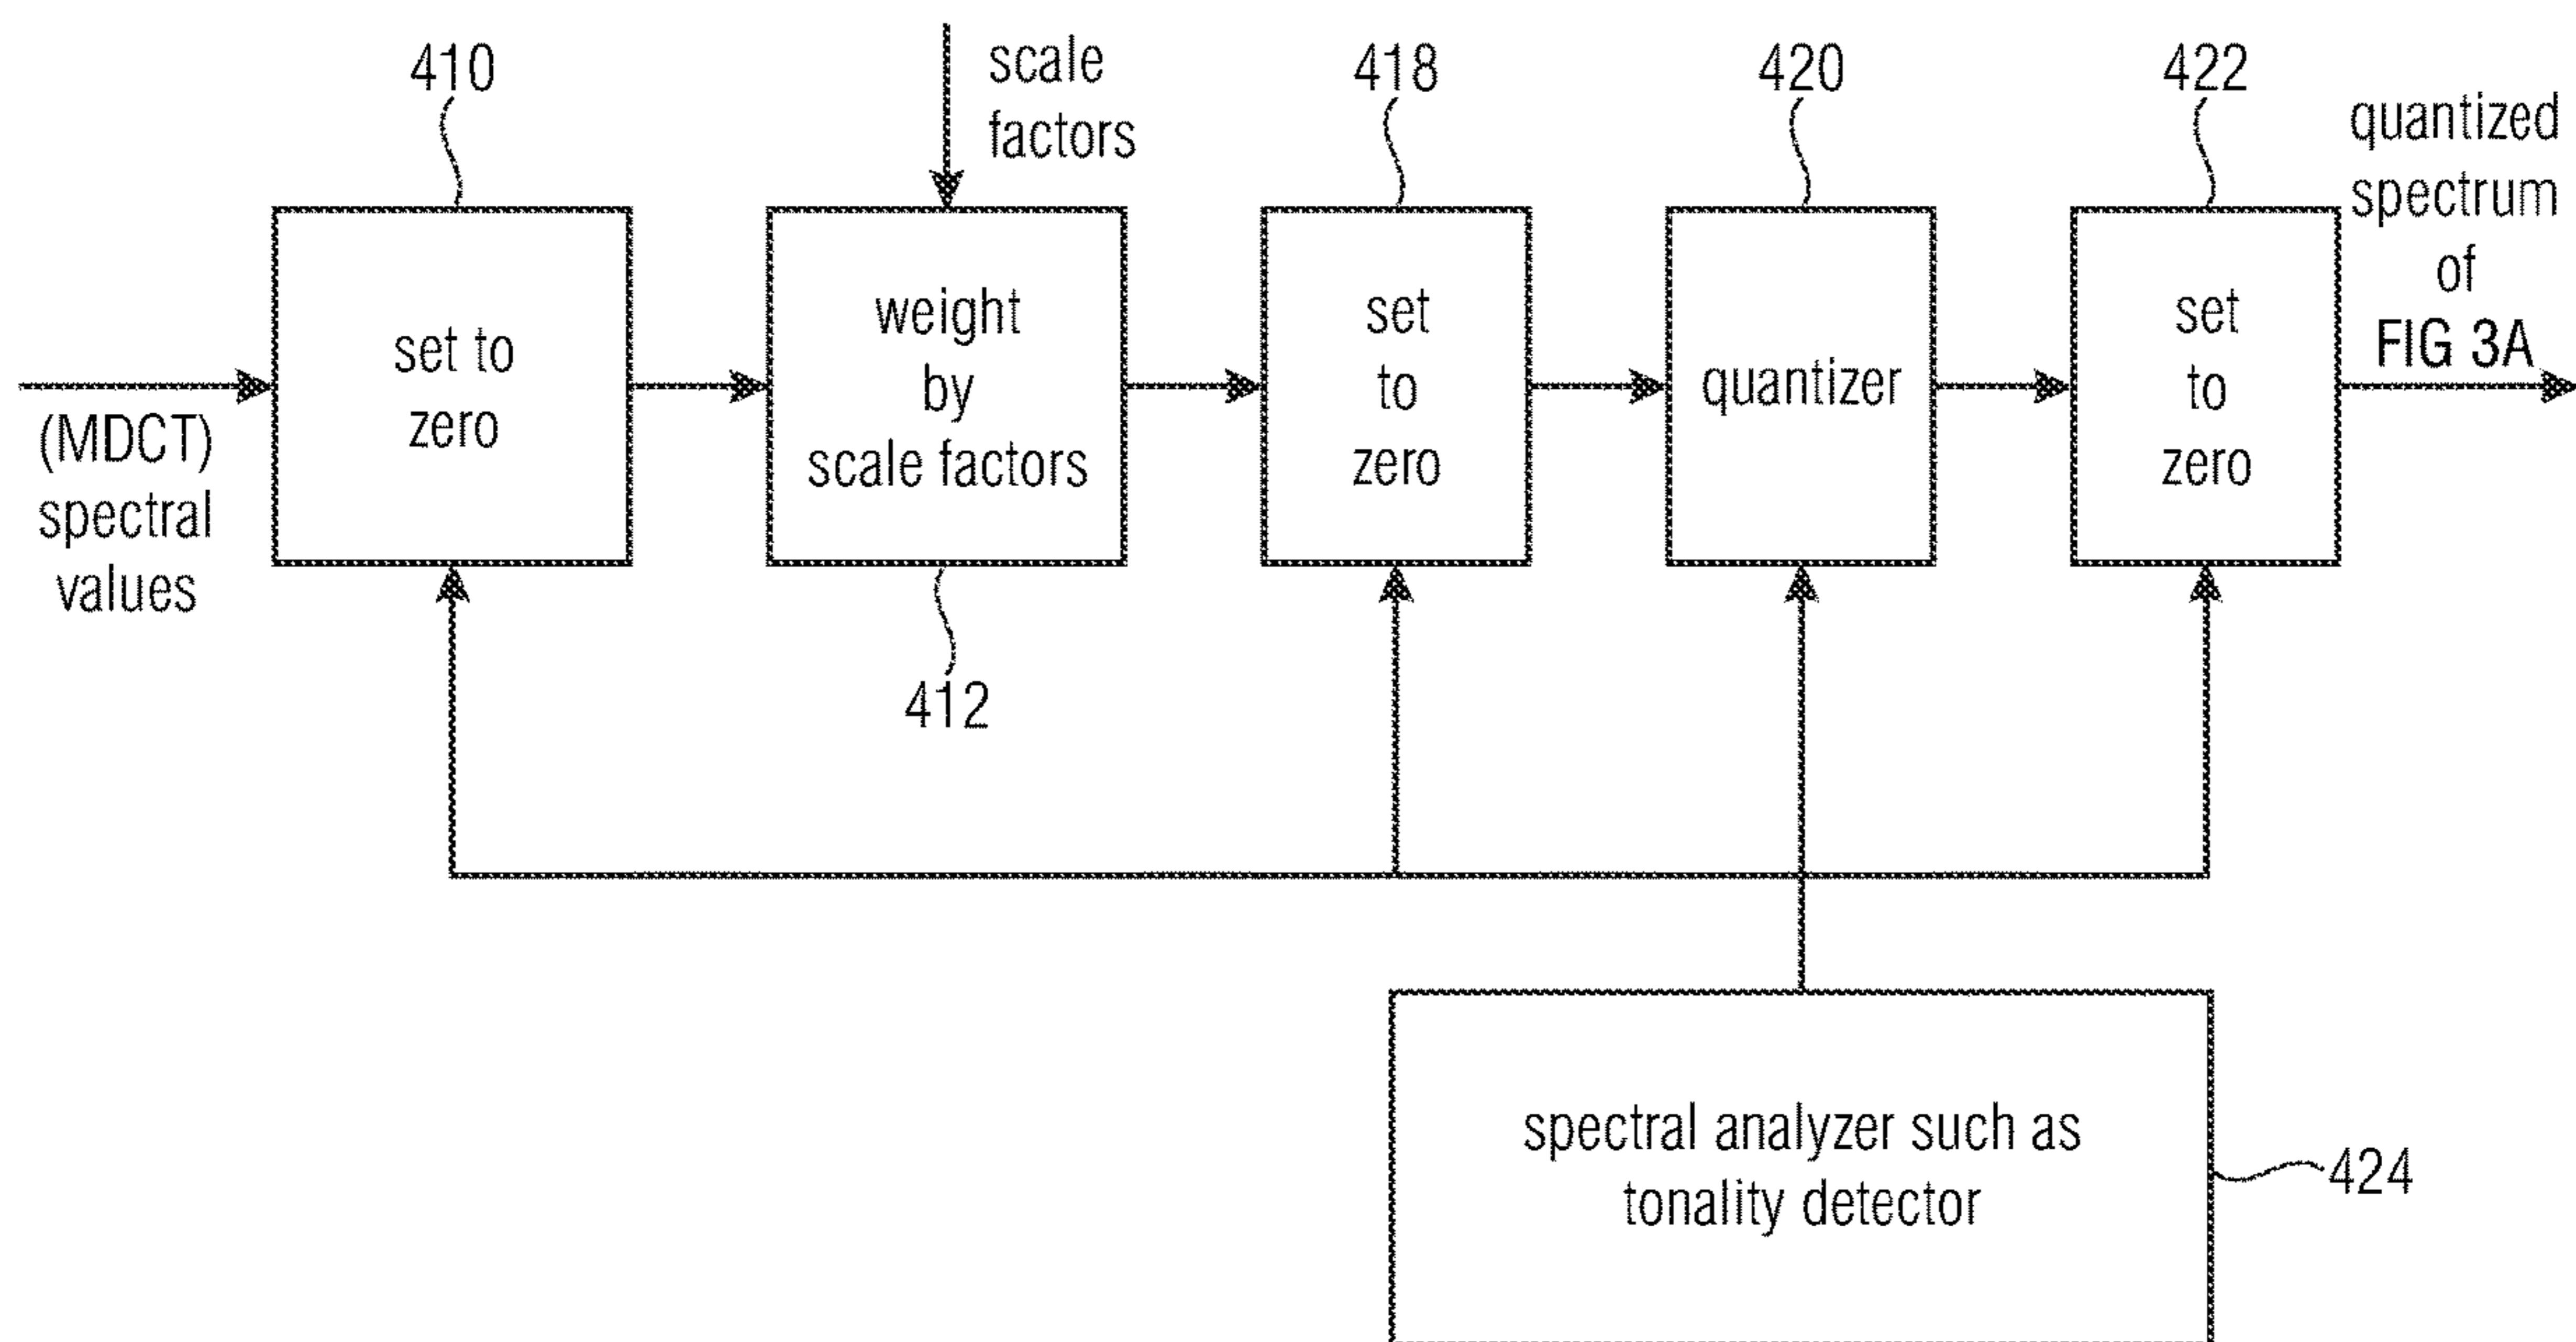 410
scale
factors
418
420
422
quantized
spectrum
of
FIG 3A
(MDCT)
spectral
values
set to
zero
weight
by
scale factors
412
set
to
zero
quantizer
set
to
zero
spectral analyzer such as
tonality detector
424